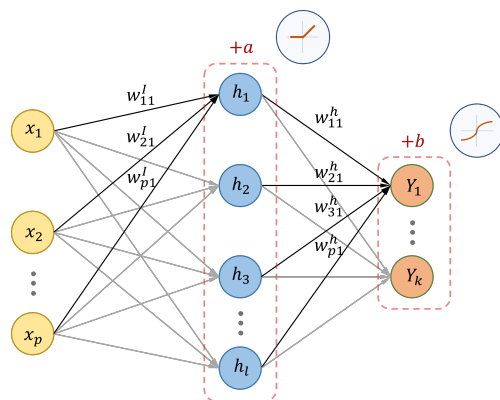 +a
h₁
w₁₁ᴵ
x₁
w₂₁ᴵ
w₁₁ʰ
+b
wₚ₁ᴵ
h₂
w₂₁ʰ
Y₁
x₂
w₃₁ʰ
wₚ₁ʰ
h₃
Yₖ
xₚ
hₗ